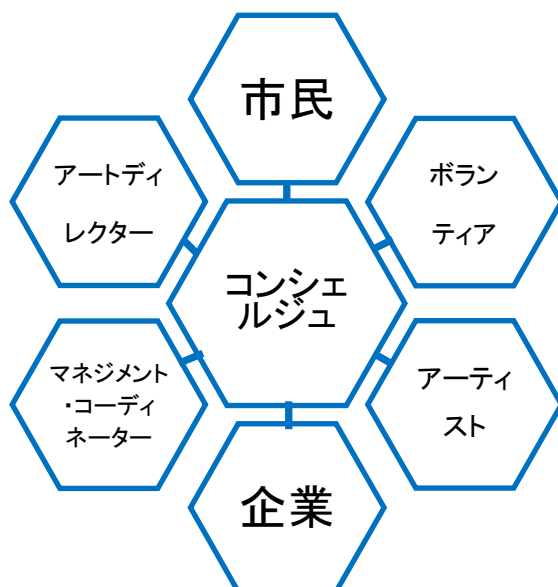 市民
アートディ
レクター
ボラン
ティア
コンシェ
ルジュ
マネジメント
・コーディ
ネーター
アーティ
スト
企業